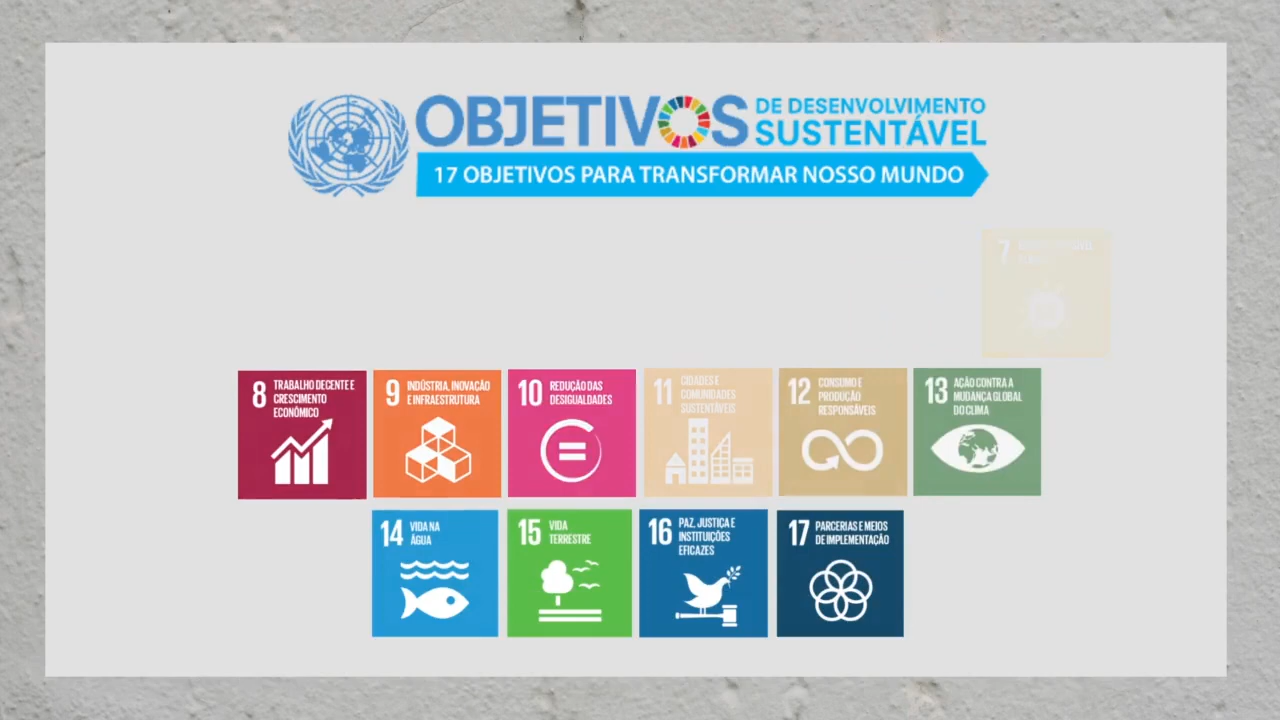 OBJETIVOS
DE DESENVOLVIMENTO
SUSTENTÁVEL
17 OBJETIVOS PARA TRANSFORMAR NOSSO MUNDO
7
8
TRABALHO DECENTE E
CRESCIMENTO
ECONÔMICO
9
INDÚSTRIA, INOVAÇÃO
E INFRAESTRUTURA
10
REDUÇÃO DAS
DESIGUALDADES
11
CIDADES E
COMUNIDADES
SUSTENTÁVEIS
12
CONSUMO E
PRODUÇÃO
RESPONSÁVEIS
13
AÇÃO CONTRA A
MUDANÇA GLOBAL
DO CLIMA
14
VIDA NA
ÁGUA
15
VIDA
TERRESTRE
16
PAZ, JUSTIÇA E
INSTITUIÇÕES
EFICAZES
17
PARCERIAS E MEIOS
DE IMPLEMENTAÇÃO